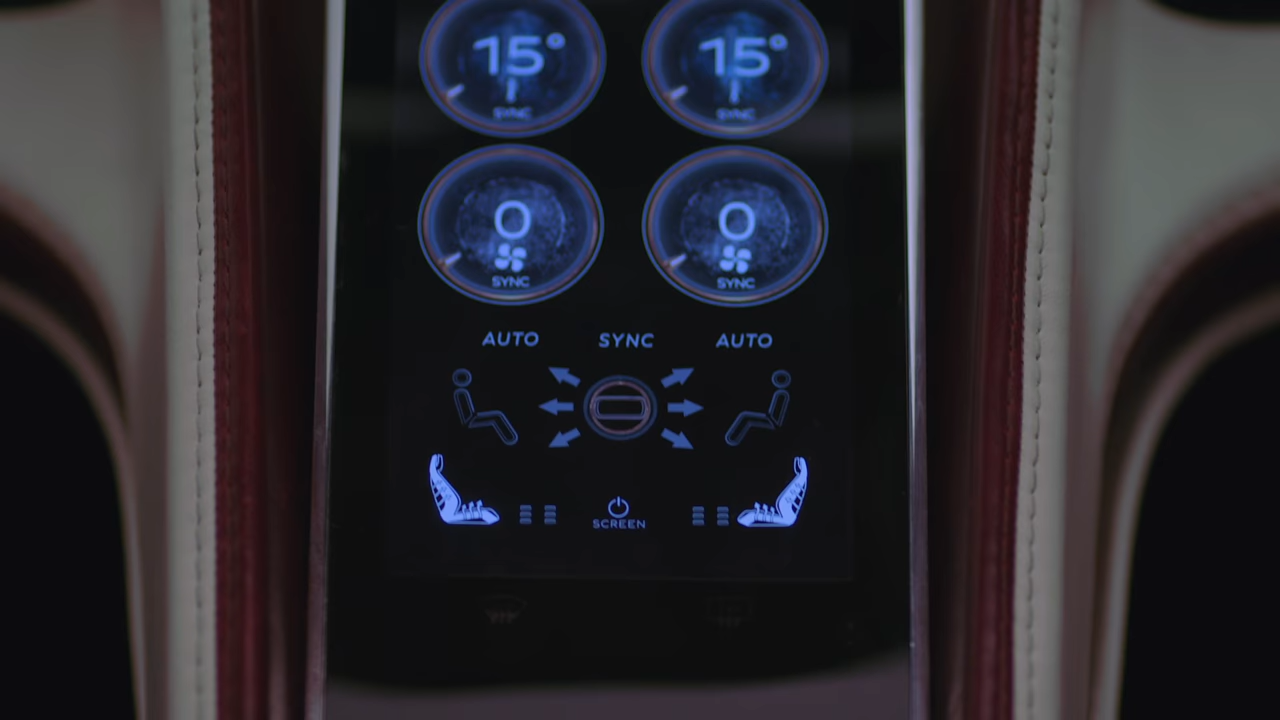 15° 15°
SYNC SYNC
0 0
SYNC SYNC
AUTO SYNC AUTO
SCREEN